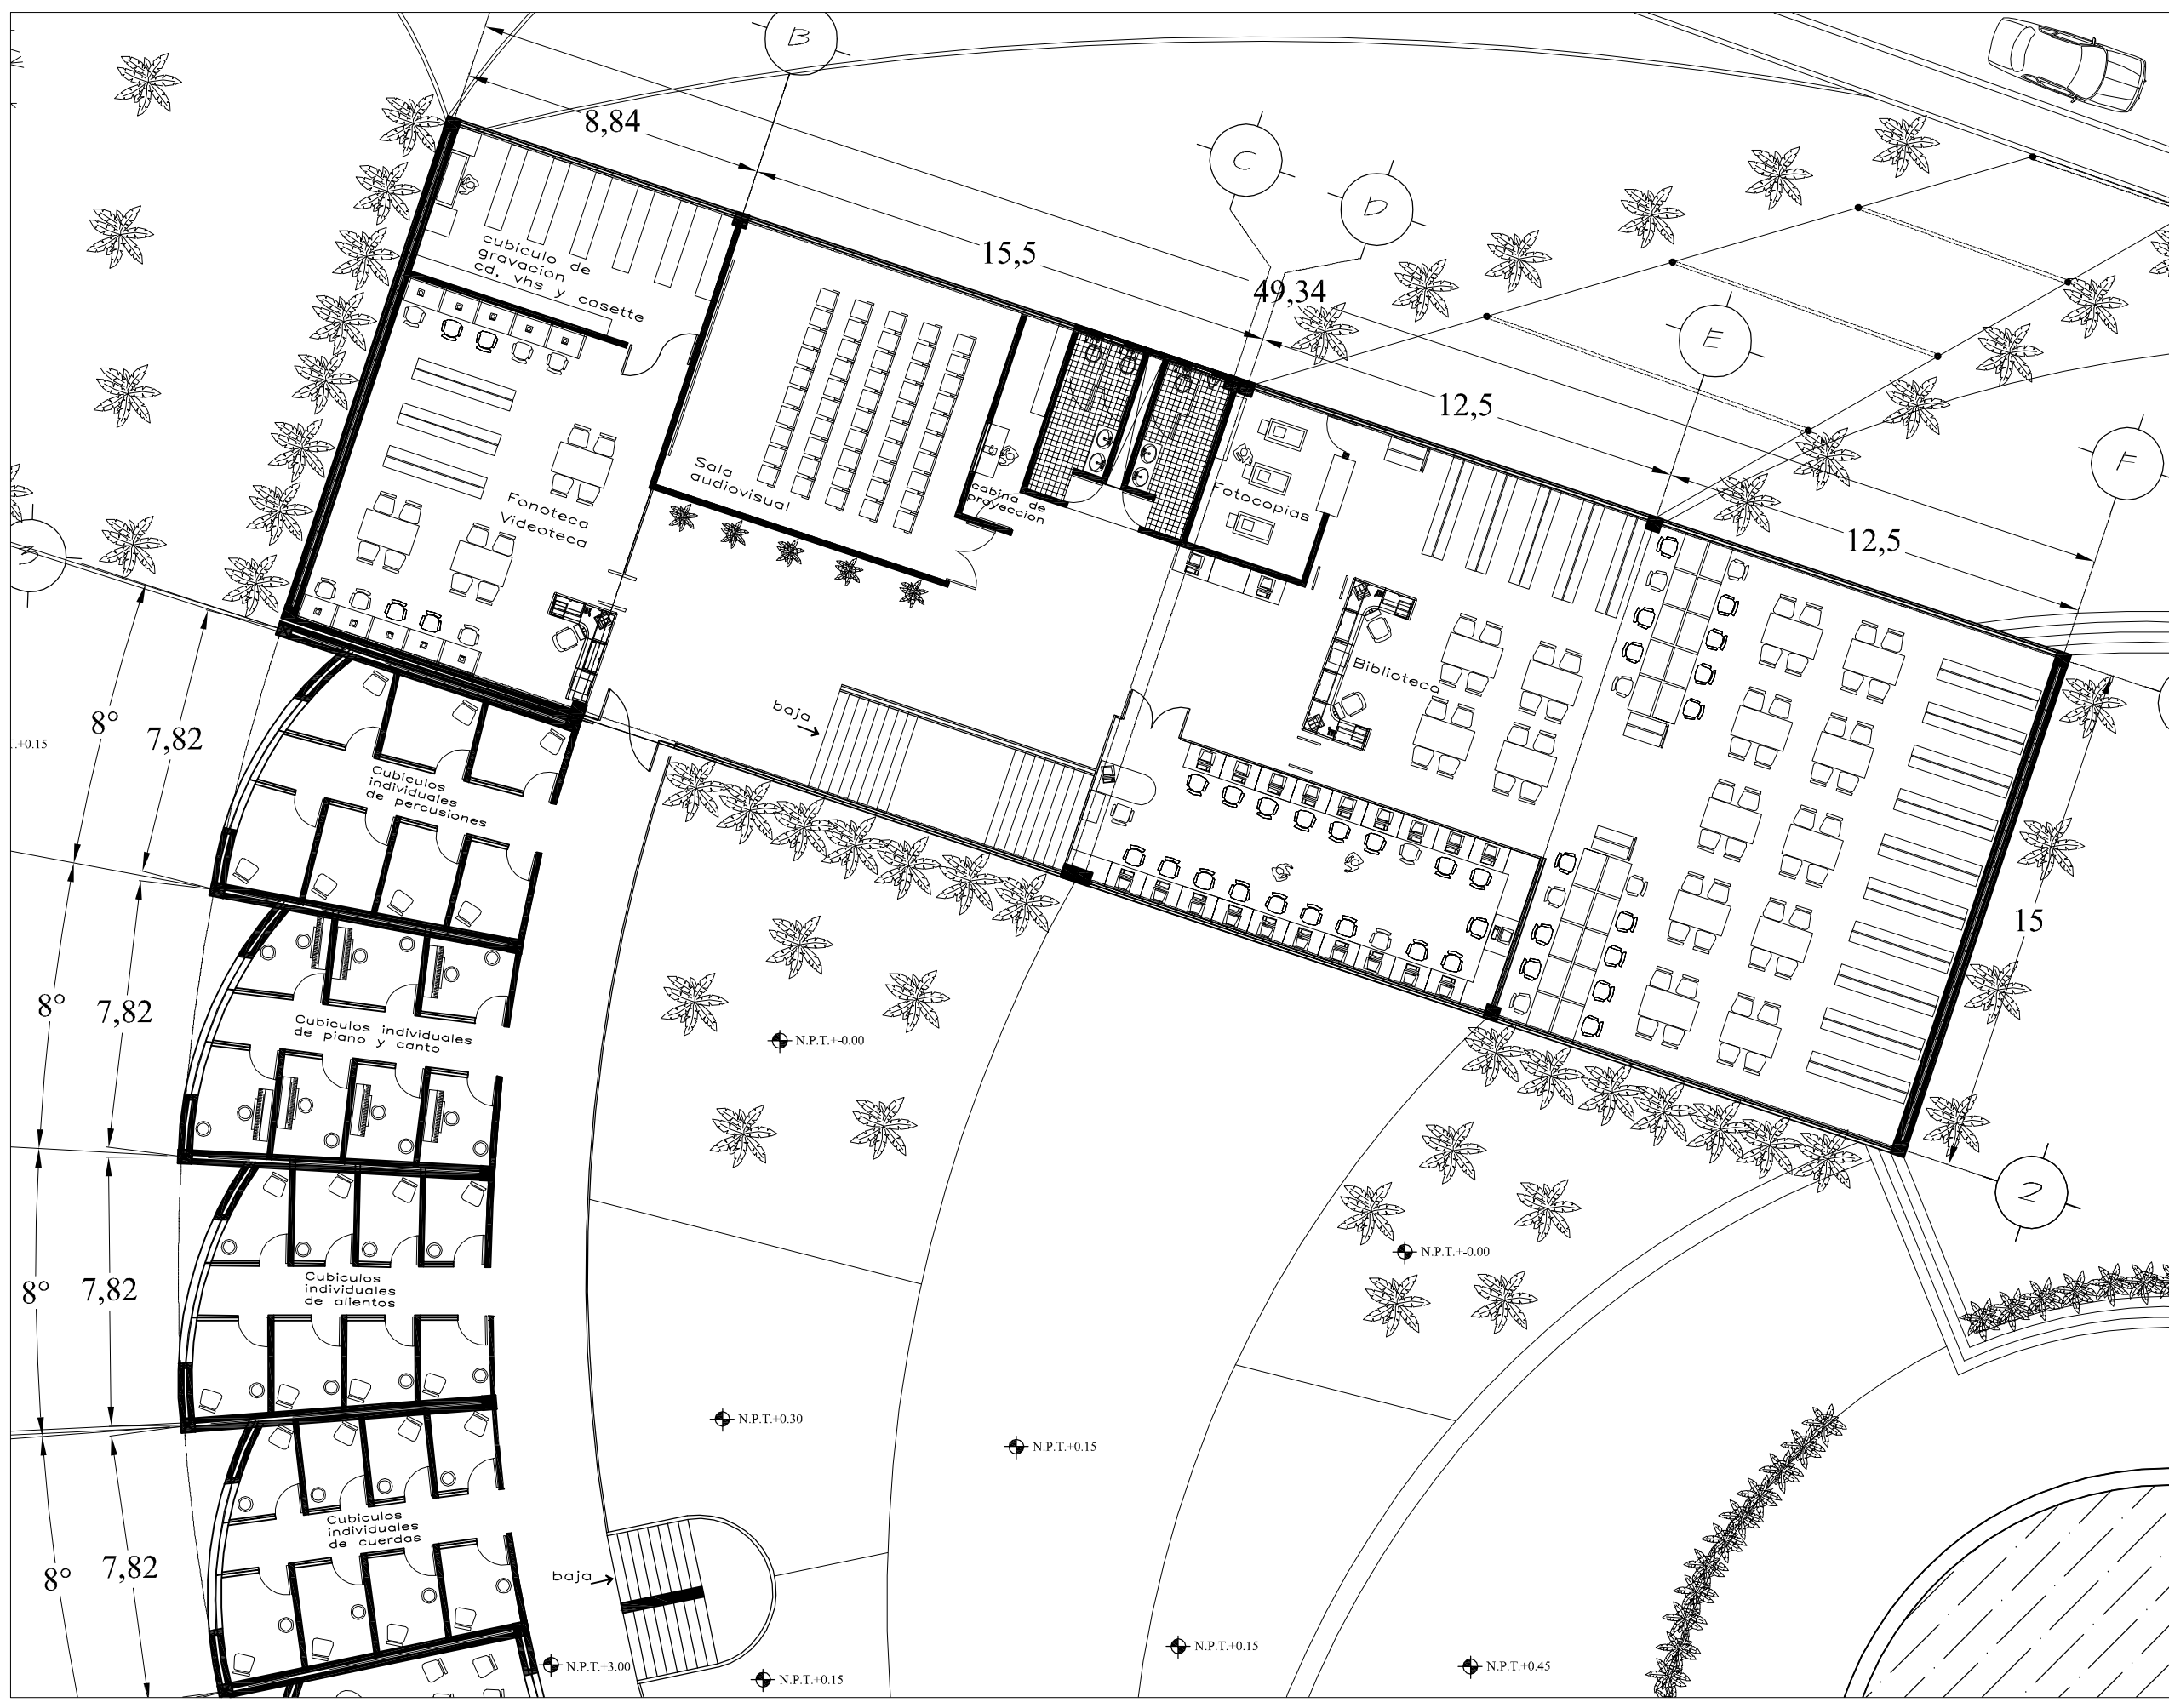 B
8,84
C
D
15,5
cubiculo de
gravacion
cd, vhs y casette
49,34
E
12,5
F
Sala
audiovisual
cabina de
proyeccion
Fotocopias
Fonoteca
Videoteca
12,5
3
Biblioteca
baja
8°
7,82
.+0.15
Cubiculos
individuales
de percusiones
15
8°
7,82
Cubiculos individuales
de piano y canto
N.P.T.+-0.00
2
8°
7,82
Cubiculos
individuales
de alientos
N.P.T.+-0.00
N.P.T.+0.30
N.P.T.+0.15
Cubiculos
individuales
de cuerdas
8°
7,82
baja
N.P.T.+0.15
N.P.T.+3.00
N.P.T.+0.15
N.P.T.+0.45